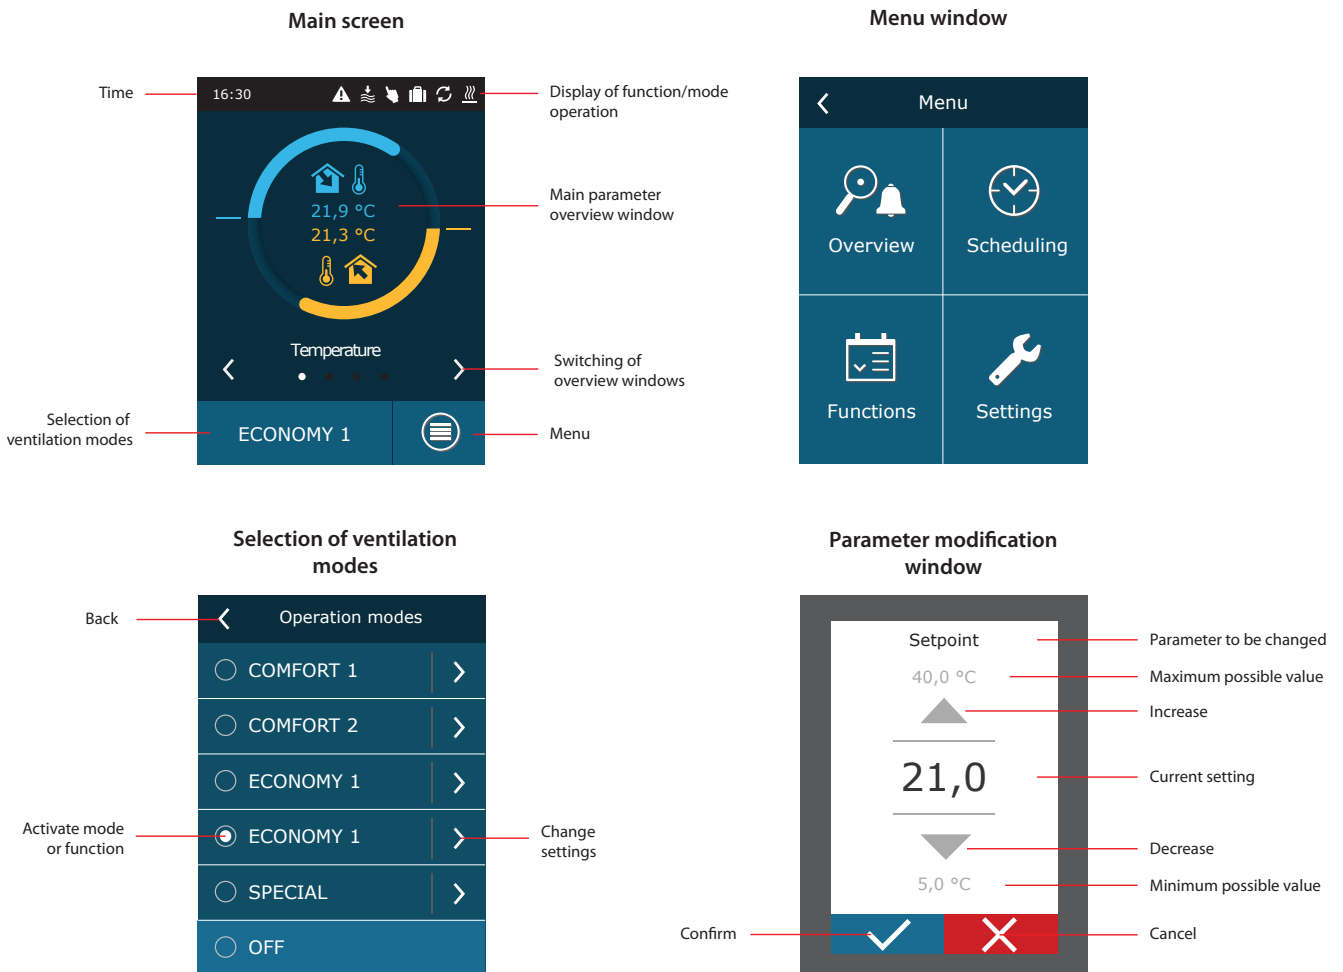 Main screen
Time
16:30
Display of function/mode
operation
21,9 °C
21,3 °C
Main parameter
overview window
Temperature
Switching of
overview windows
Selection of
ventilation modes
ECONOMY 1
Menu
Menu window
Menu
Overview
Scheduling
Functions
Settings
Selection of ventilation
modes
Back
Operation modes
COMFORT 1
COMFORT 2
ECONOMY 1
Activate mode
or function
ECONOMY 1
Change
settings
SPECIAL
OFF
Parameter modification
window
Setpoint
Parameter to be changed
40,0 °C
Maximum possible value
Increase
21,0
Current setting
Decrease
5,0 °C
Minimum possible value
Confirm
Cancel